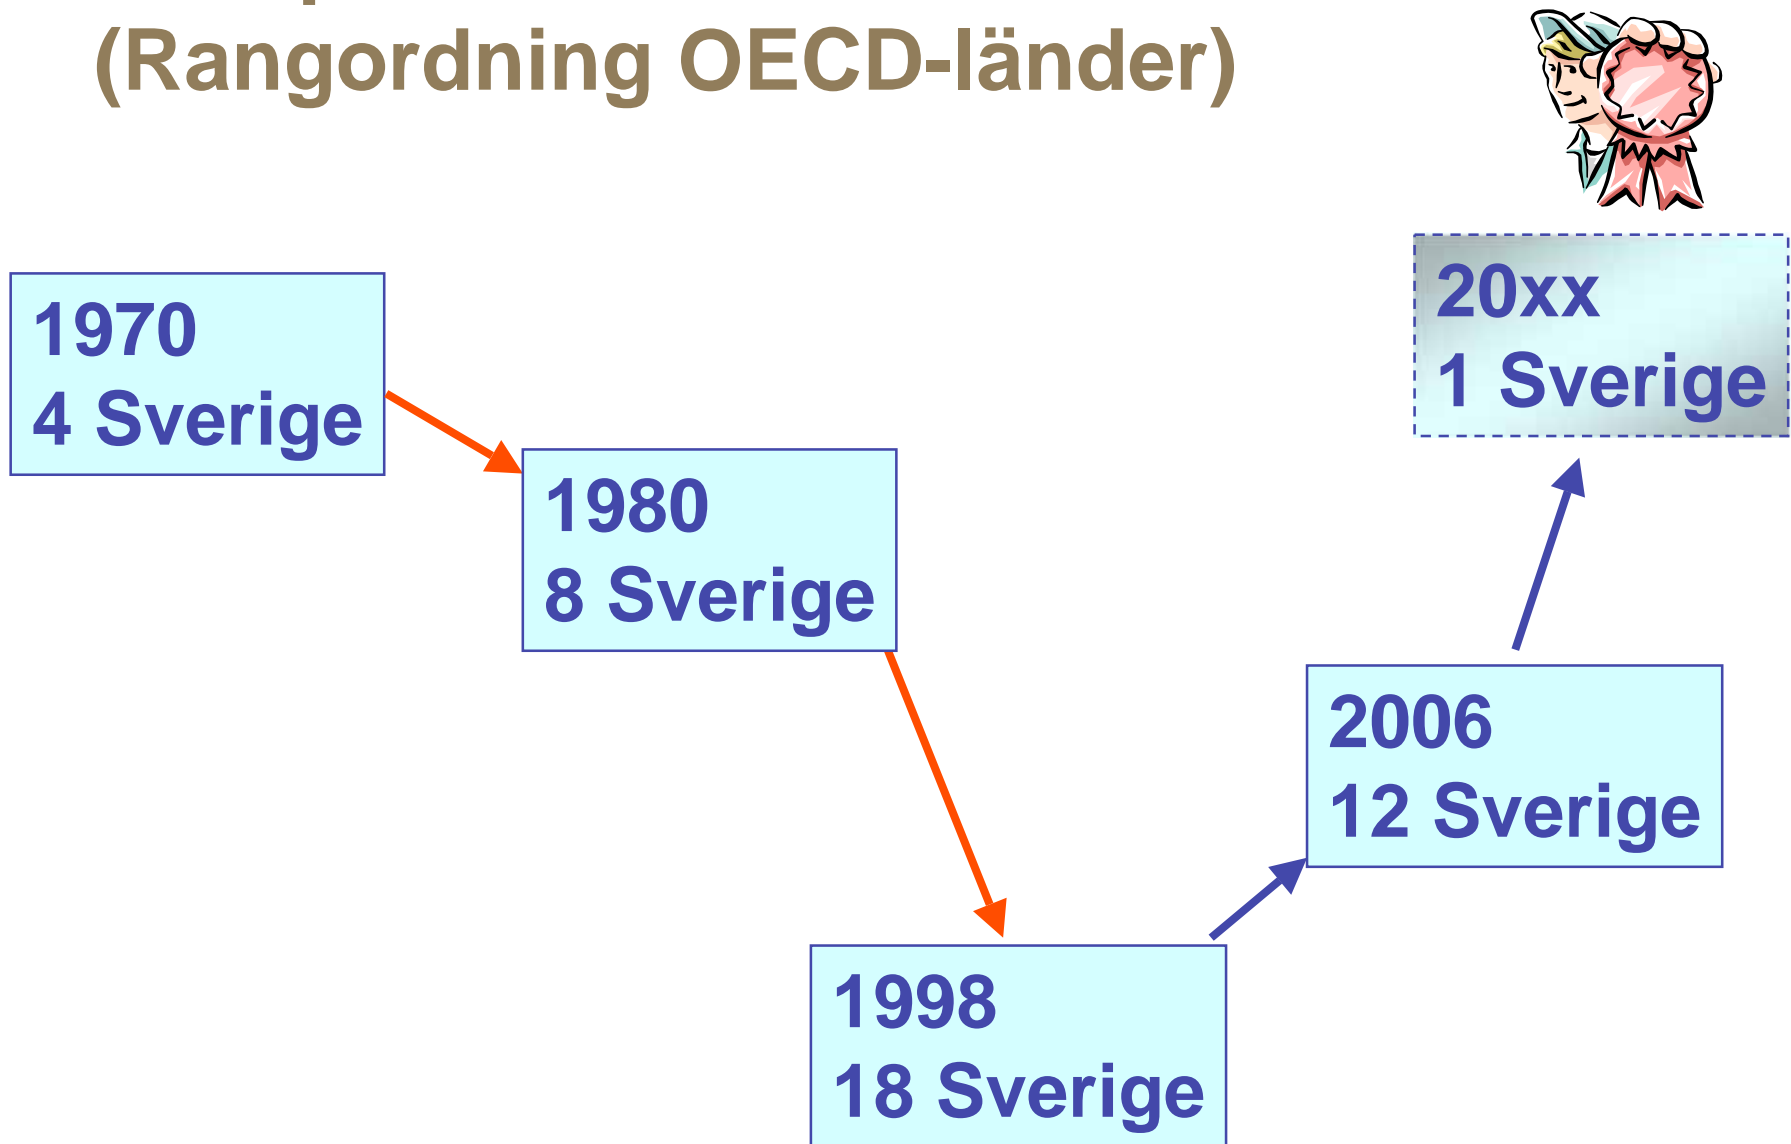 (Rangordning OECD-länder)
1970
4 Sverige
1980
8 Sverige
1998
18 Sverige
2006
12 Sverige
20xx
1 Sverige